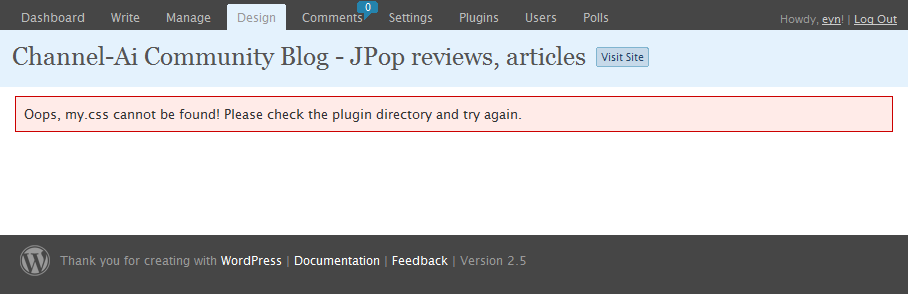 Dashboard Write Manage Design Comments 0 Settings Plugins Users Polls Howdy, evn! | Log Out
Channel-Ai Community Blog - JPop reviews, articles Visit Site
Oops, my.css cannot be found! Please check the plugin directory and try again.
Thank you for creating with WordPress | Documentation | Feedback | Version 2.5